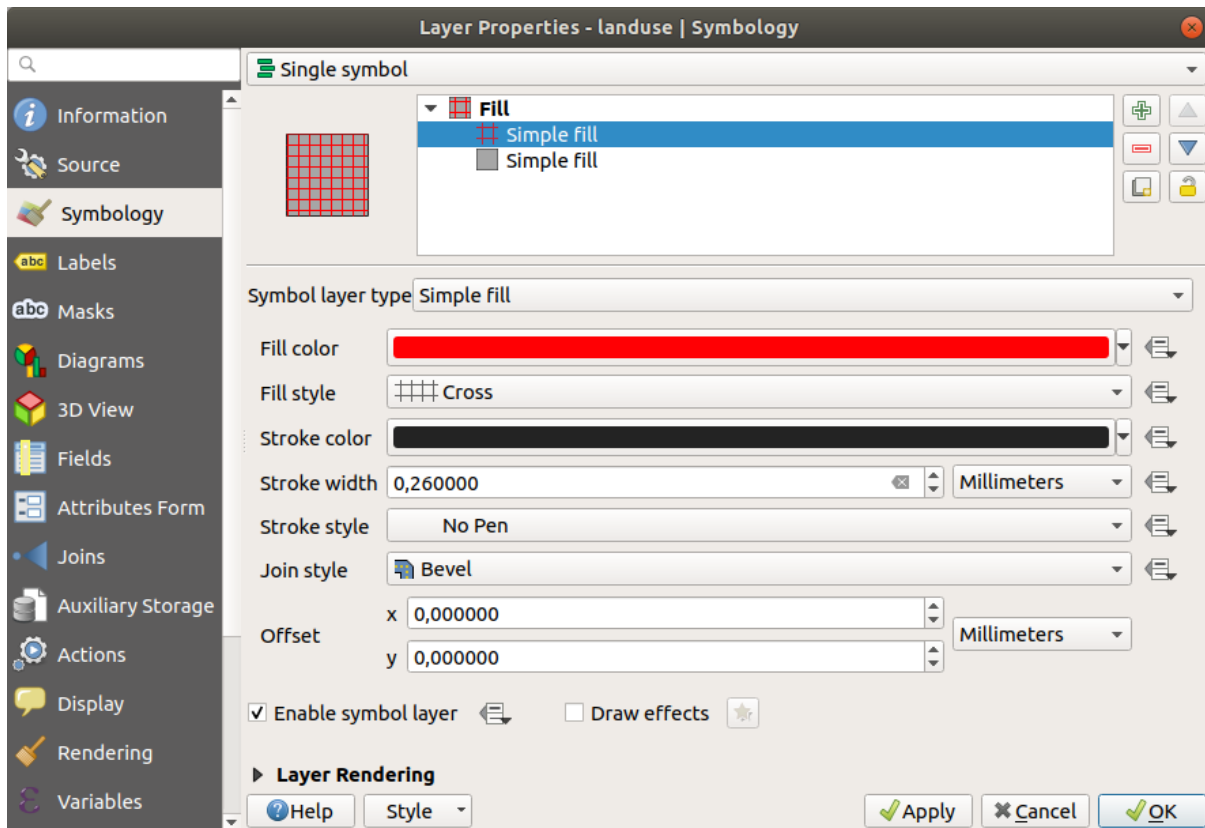 Layer Properties - landuse | Symbology
Single symbol
Information
Source
Symbology
abc Labels
abc Masks
Diagrams
3D View
Fields
Attributes Form
Joins
Auxiliary Storage
Actions
Display
Rendering
Variables
Fill
Simple fill
Simple fill
Symbol layer type Simple fill
Fill color
Fill style Cross
Stroke color
Stroke width 0,260000 Millimeters
Stroke style No Pen
Join style Bevel
Offset x 0,000000 Millimeters
y 0,000000
Enable symbol layer Draw effects
Layer Rendering
Help Style Apply Cancel OK